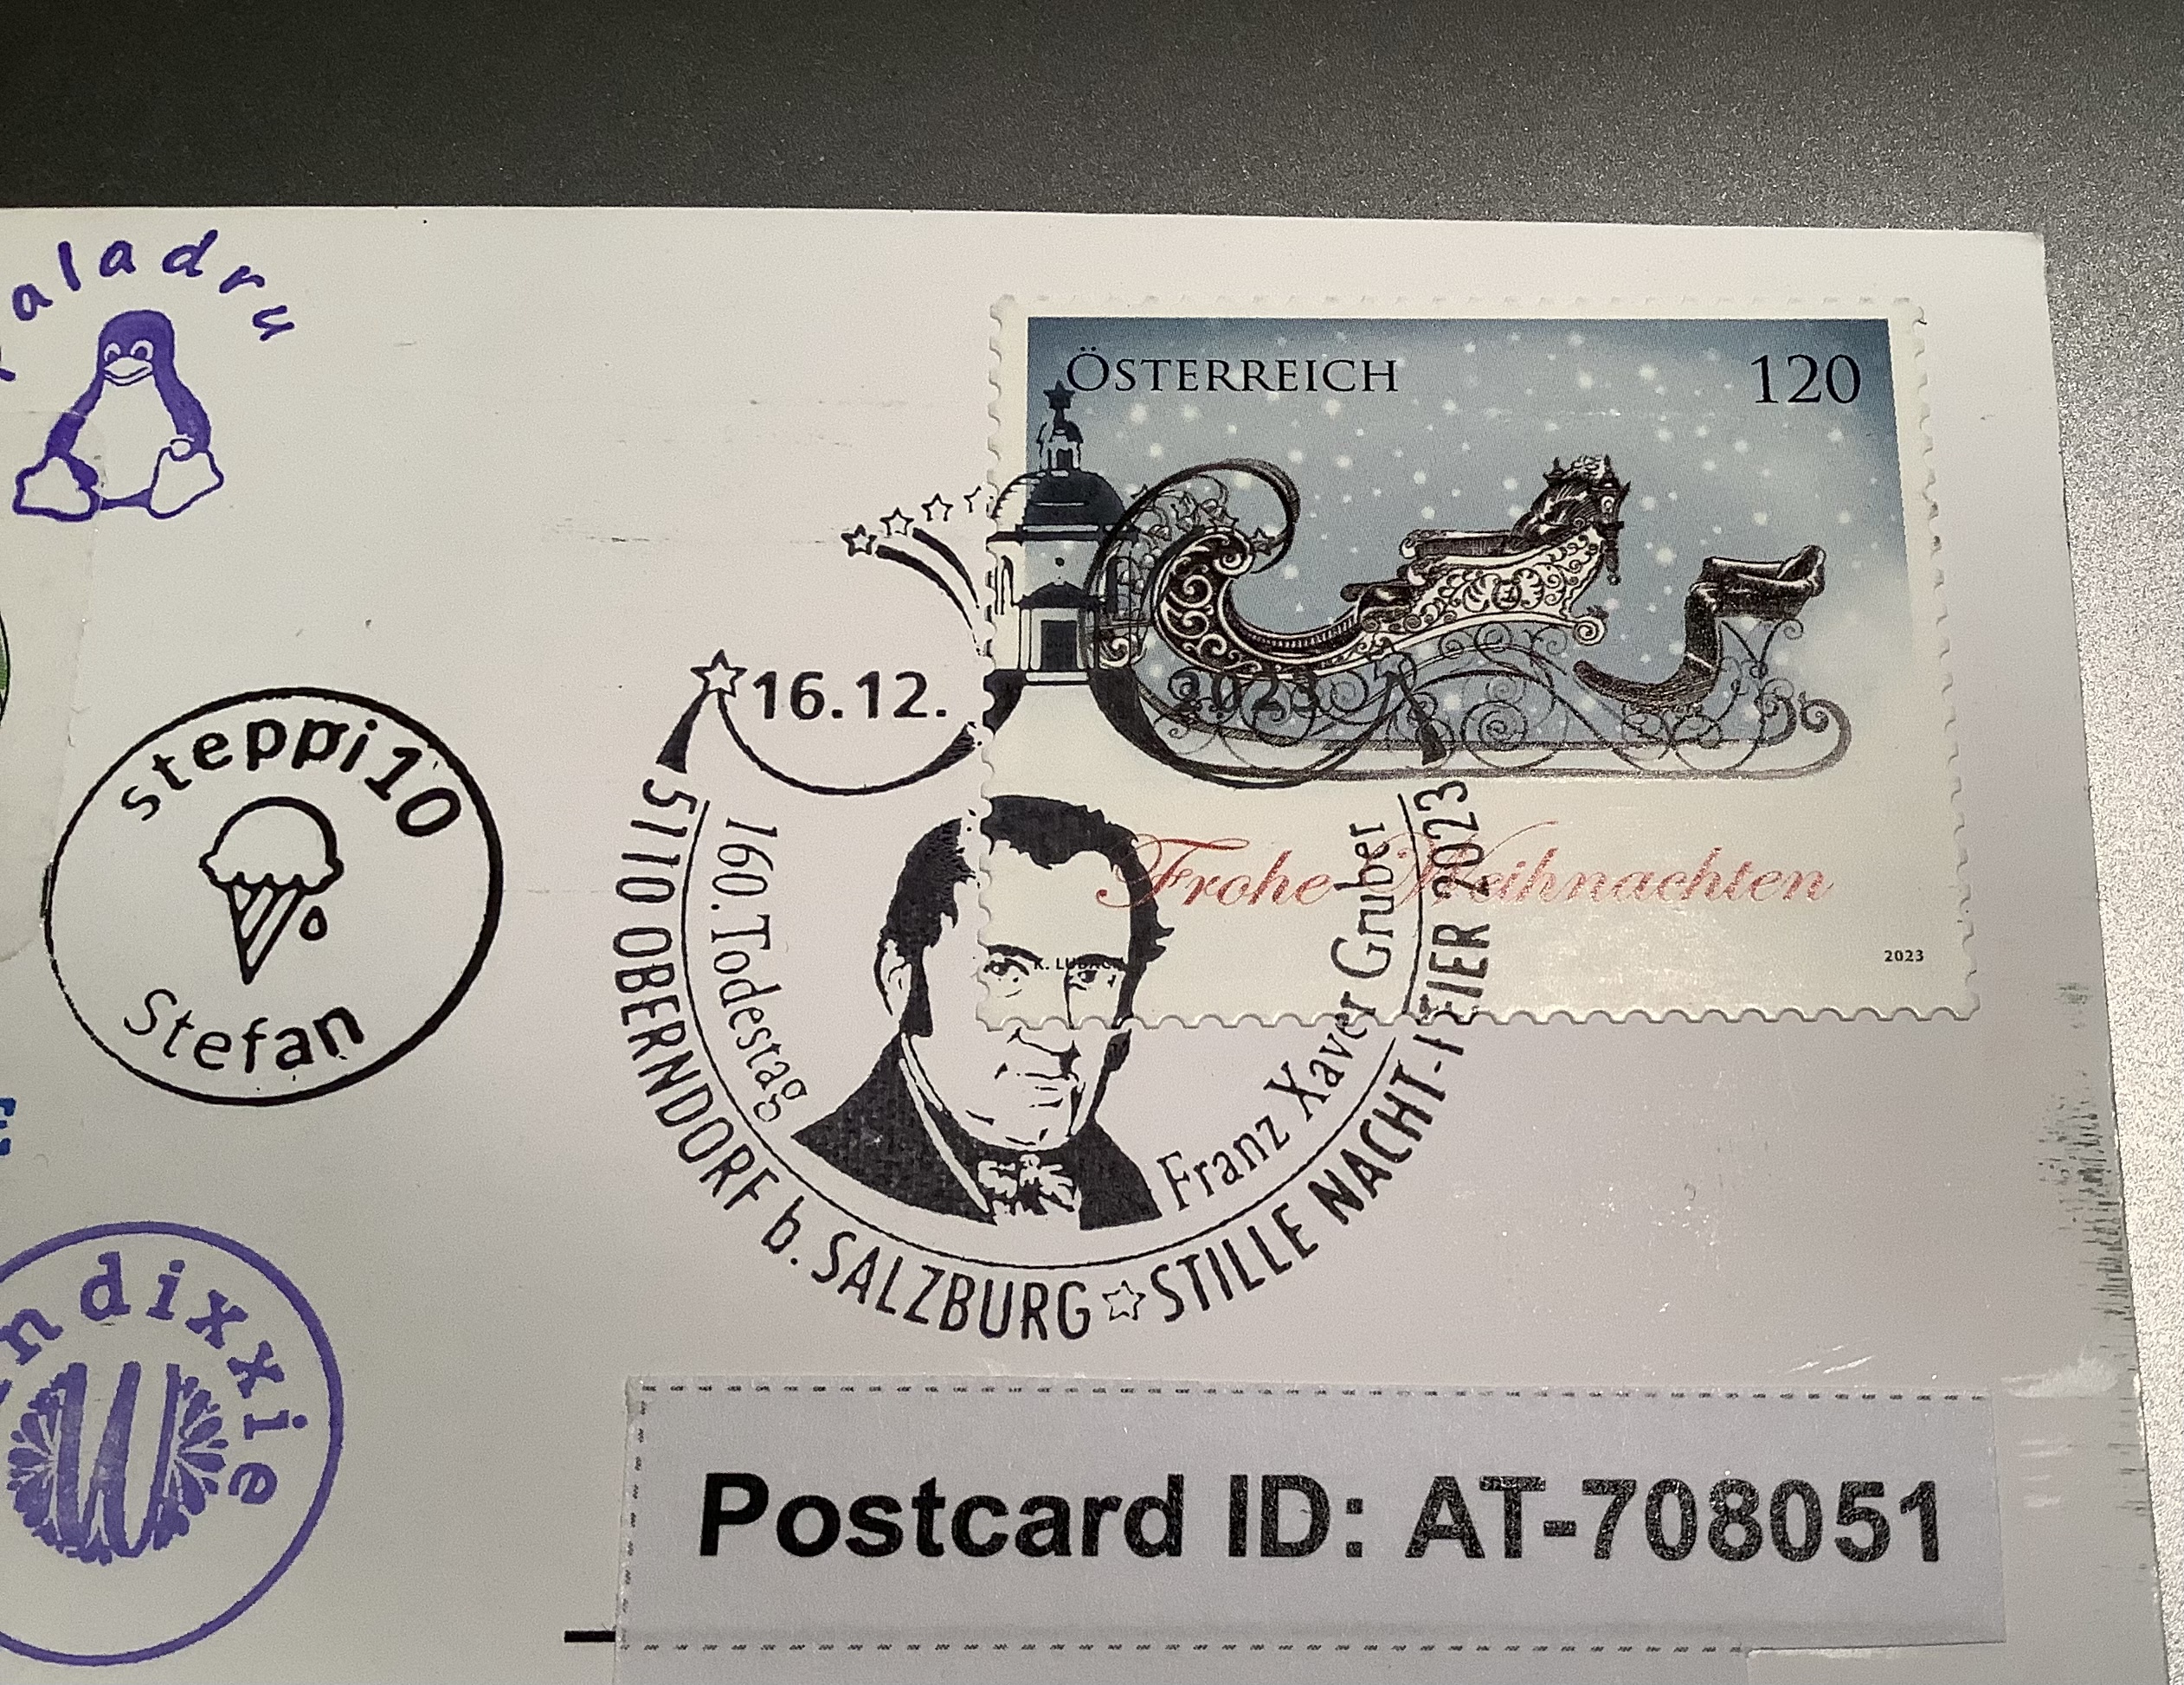 aladru
ÖSTERREICH
120
16.12.
2023
steppi10
Stefan
5110 OBERNDORF b. SALZBURG ☆ STILLE NACHT-FEIER 2023
160. Todestag
Franz Xaver Gruber
Frohe Weihnachten
2023
ndixxie
Postcard ID: AT-708051